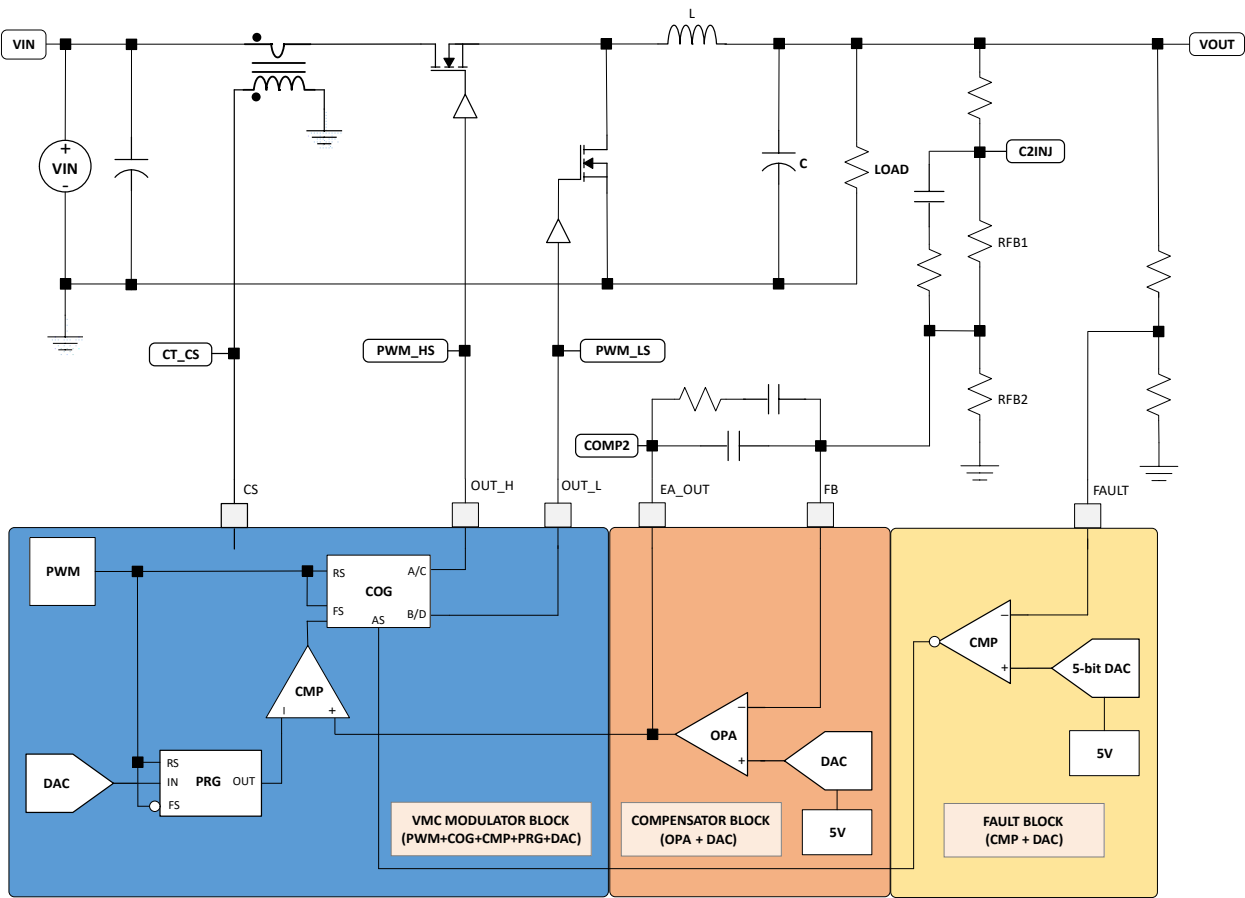 L
VIN
VOUT
+
VIN
-
C
LOAD
C2INJ
RFB1
CT_CS
PWM_HS
PWM_LS
RFB2
COMP2
CS
OUT_H
OUT_L
EA_OUT
FB
FAULT
PWM
RS
A/C
COG
FS
B/D
AS
CMP
-
+
CMP
-
+
5-bit DAC
5V
OPA
-
+
DAC
5V
DAC
RS
IN
PRG
OUT
FS
VMC MODULATOR BLOCK
(PWM+COG+CMP+PRG+DAC)
COMPENSATOR BLOCK
(OPA + DAC)
FAULT BLOCK
(CMP + DAC)